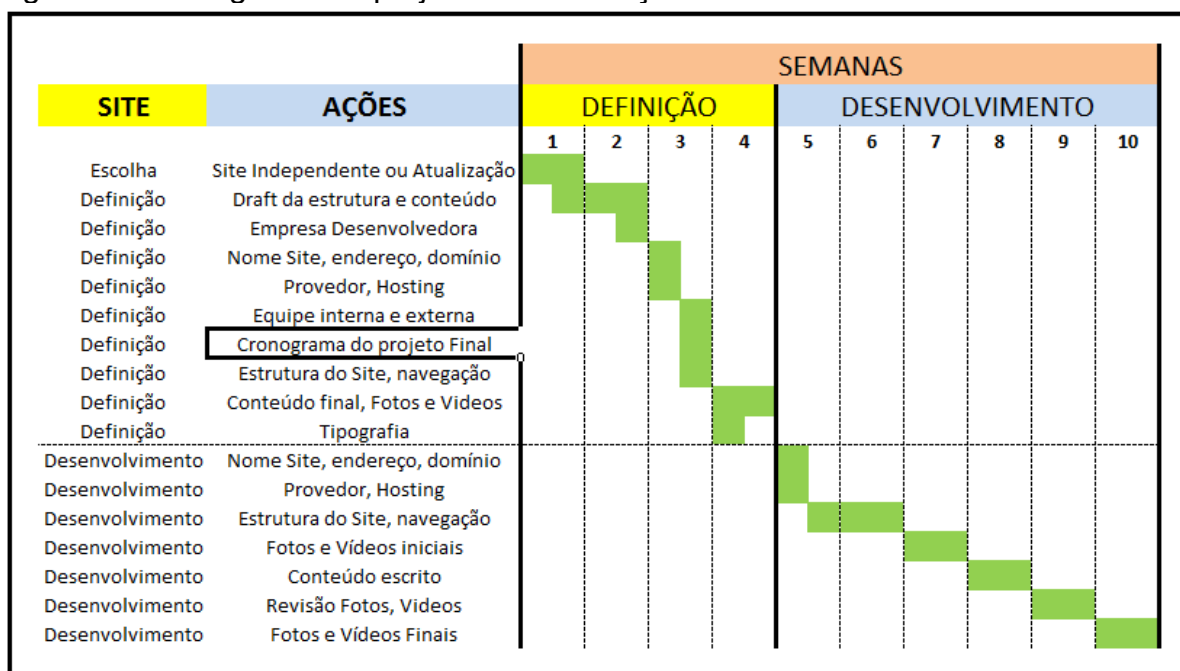 SEMANAS
SITE AÇÕES DEFINIÇÃO DESENVOLVIMENTO
1 2 3 4 5 6 7 8 9 10
Escolha Site Independente ou Atualização
Definição Draft da estrutura e conteúdo
Definição Empresa Desenvolvedora
Definição Nome Site, endereço, domínio
Definição Provedor, Hosting
Definição Equipe interna e externa
Definição Cronograma do projeto Final
Definição Estrutura do Site, navegação
Definição Conteúdo final, Fotos e Videos
Definição Tipografia
Desenvolvimento Nome Site, endereço, domínio
Desenvolvimento Provedor, Hosting
Desenvolvimento Estrutura do Site, navegação
Desenvolvimento Fotos e Vídeos iniciais
Desenvolvimento Conteúdo escrito
Desenvolvimento Revisão Fotos, Videos
Desenvolvimento Fotos e Vídeos Finais